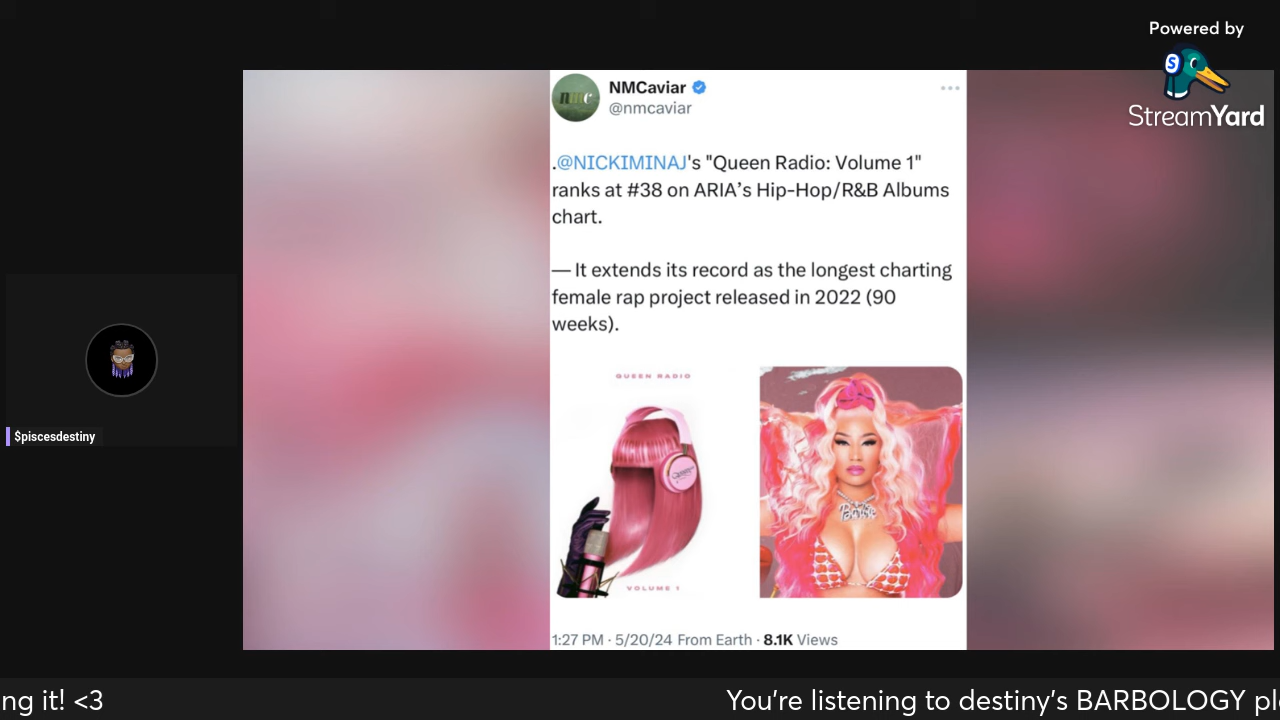 Powered by
StreamYard
NMCaviar
@nmcaviar
.@NICKIMINAJ's "Queen Radio: Volume 1"
ranks at #38 on ARIA’s Hip-Hop/R&B Albums
chart.
— It extends its record as the longest charting
female rap project released in 2022 (90
weeks).
QUEEN RADIO
Queen
Barbie
VOLUME 1
1:27 PM · 5/20/24 From Earth · 8.1K Views
$piscesdestiny
ng it! <3
You’re listening to destiny’s BARBOLOGY pl